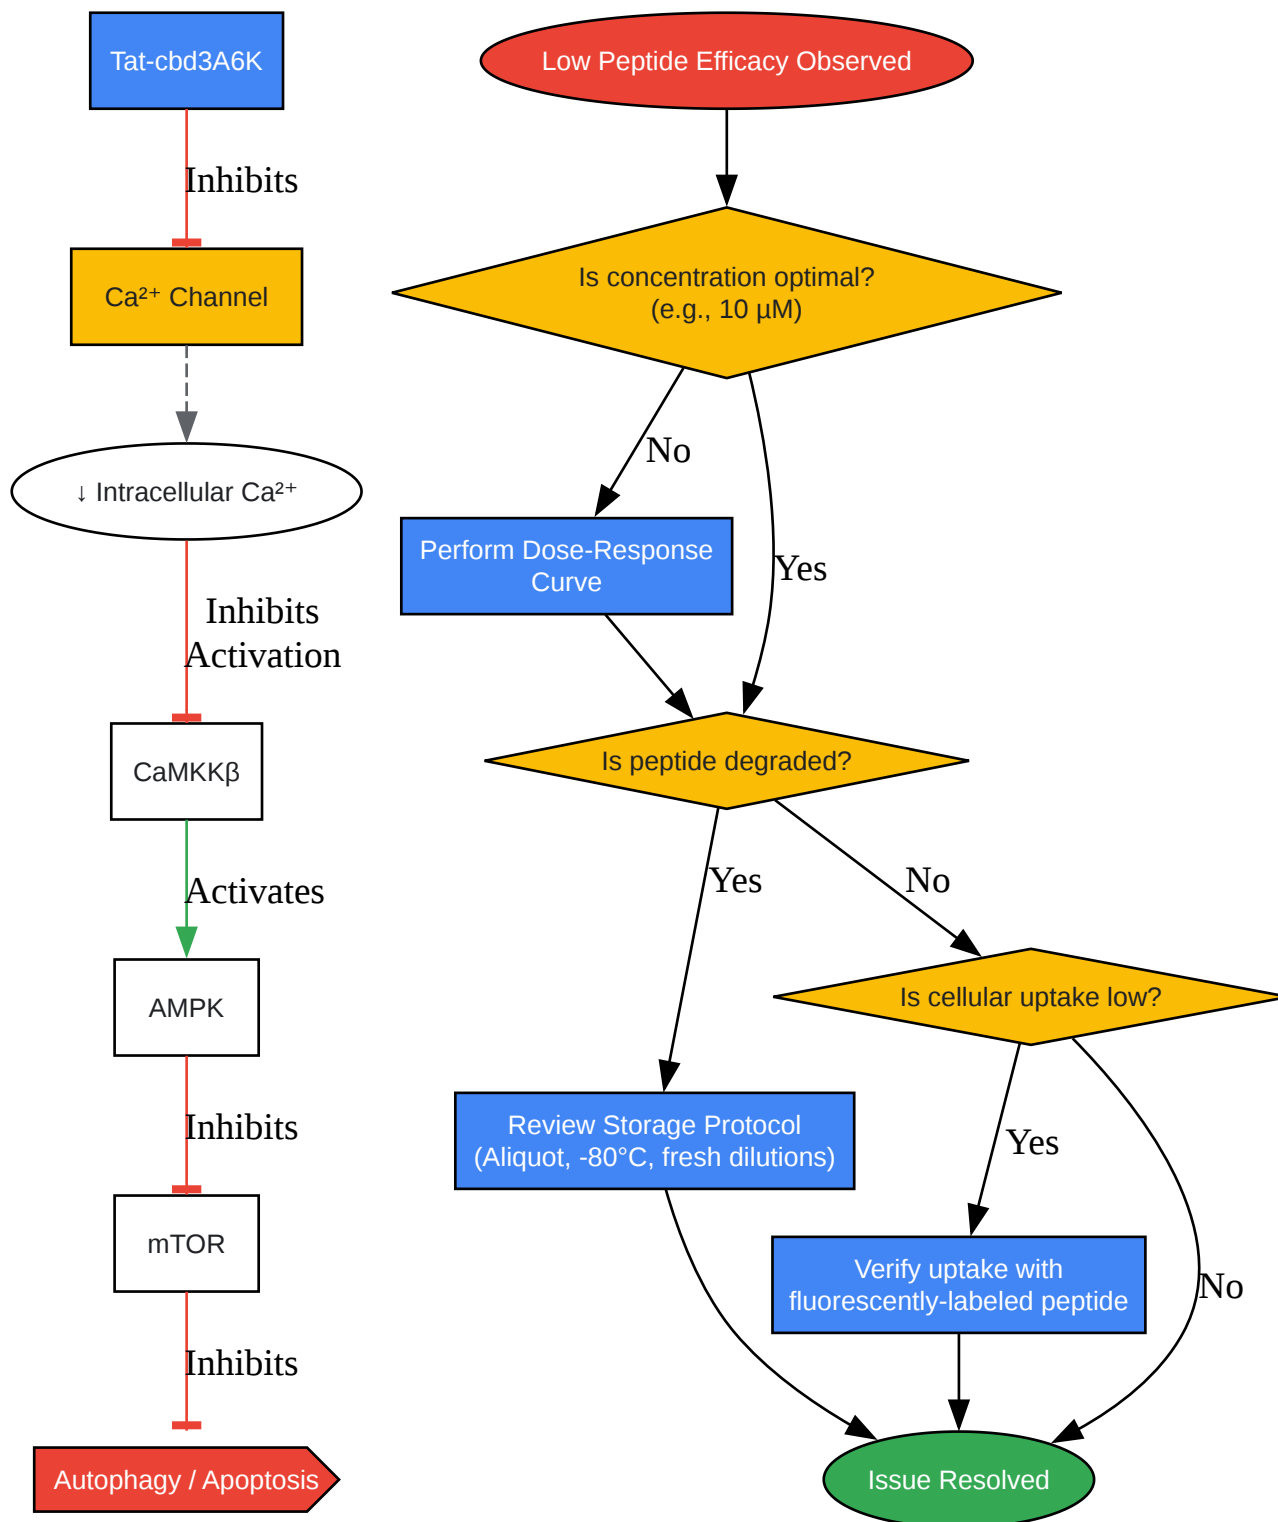 Tat-cbd3A6K
Inhibits
Ca²⁺ Channel
↓ Intracellular Ca²⁺
Inhibits
Activation
CaMKKβ
Activates
AMPK
Inhibits
mTOR
Inhibits
Autophagy / Apoptosis
Low Peptide Efficacy Observed
Is concentration optimal?
(e.g., 10 µM)
No
Yes
Perform Dose-Response
Curve
Is peptide degraded?
Yes
No
Is cellular uptake low?
Review Storage Protocol
(Aliquot, -80°C, fresh dilutions)
Yes
No
Verify uptake with
fluorescently-labeled peptide
Issue Resolved